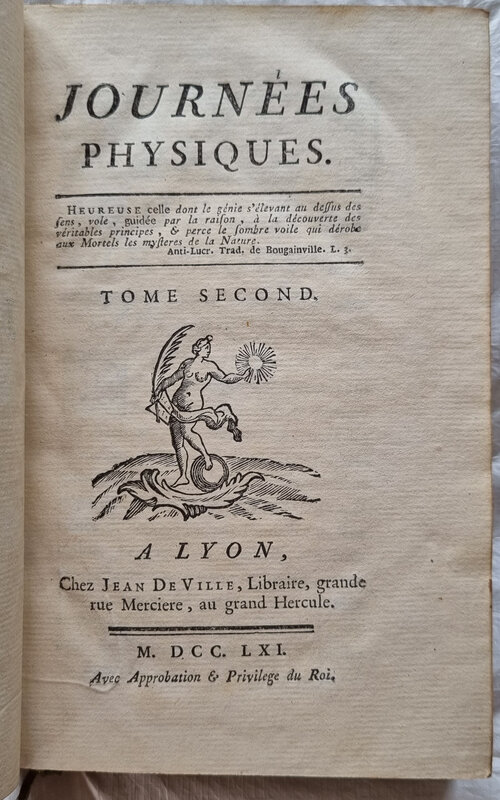 JOURNÉES
PHYSIQUES.
HEUREUSE celle dont le génie s'élevant au dessus des
sens, vole, guidée par la raison, à la découverte des
véritables principes, & perce le sombre voile qui dérobe
aux Mortels les mysteres de la Nature.
Anti-Lucr. Trad. de Bougainville. L. 3.
TOME SECOND.
A LYON,
Chez JEAN DE VILLE, Libraire, grande
rue Merciere, au grand Hercule.
M. DCC. LXI.
Avec Approbation & Privilege du Roi.